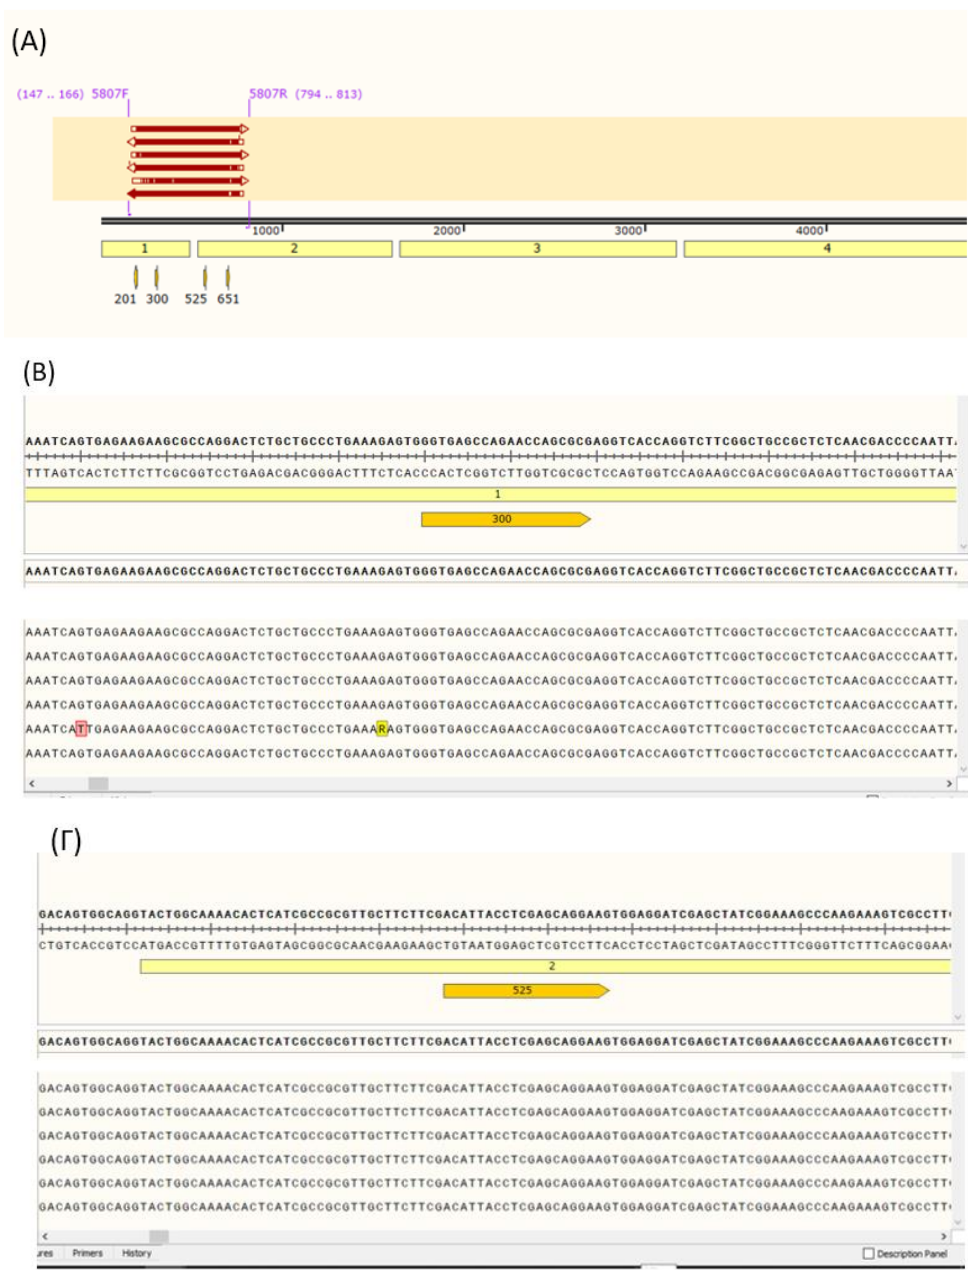 (Α)
(147 .. 166) 5807F 5807R (794 .. 813)
1000 2000 3000 4000
1 2 3 4
201 300 525 651
(Β)
AAATCAGTGAGAAGAAGCGCCAGGACTCTGCTGCCCTGAAAGAGTGGGTGAGCCAGAACCAGCGCGAGGTCACCAGGTCTTCGGCTGCCGCTCTCAACGACCCCAATT
TTTAGTCACTCTTCTTCGCGGTCCTGAGACGACGGGACTTTCTCACCCACTCGGTCTTGGTCGCGCTCCAGTGGTCCAGAAGCCGACGGCGAGAGTTGCTGGGGTTAA
1
300
AAATCAGTGAGAAGAAGCGCCAGGACTCTGCTGCCCTGAAAGAGTGGGTGAGCCAGAACCAGCGCGAGGTCACCAGGTCTTCGGCTGCCGCTCTCAACGACCCCAATT
AAATCAGTGAGAAGAAGCGCCAGGACTCTGCTGCCCTGAAAGAGTGGGTGAGCCAGAACCAGCGCGAGGTCACCAGGTCTTCGGCTGCCGCTCTCAACGACCCCAATT
AAATCAGTGAGAAGAAGCGCCAGGACTCTGCTGCCCTGAAAGAGTGGGTGAGCCAGAACCAGCGCGAGGTCACCAGGTCTTCGGCTGCCGCTCTCAACGACCCCAATT
AAATCAGTGAGAAGAAGCGCCAGGACTCTGCTGCCCTGAAAGAGTGGGTGAGCCAGAACCAGCGCGAGGTCACCAGGTCTTCGGCTGCCGCTCTCAACGACCCCAATT
AAATCAGTGAGAAGAAGCGCCAGGACTCTGCTGCCCTGAAAGAGTGGGTGAGCCAGAACCAGCGCGAGGTCACCAGGTCTTCGGCTGCCGCTCTCAACGACCCCAATT
AAATCATTGAGAAGAAGCGCCAGGACTCTGCTGCCCTGAAARAGTGGGTGAGCCAGAACCAGCGCGAGGTCACCAGGTCTTCGGCTGCCGCTCTCAACGACCCCAATT
AAATCAGTGAGAAGAAGCGCCAGGACTCTGCTGCCCTGAAAGAGTGGGTGAGCCAGAACCAGCGCGAGGTCACCAGGTCTTCGGCTGCCGCTCTCAACGACCCCAATT
(Γ)
GACAGTGGCAGGTACTGGCAAAACACTCATCGCCGCGTTGCTTCTTCGACATTACCTCGAGCAGGAAGTGGAGGATCGAGCTATCGGAAAGCCCAAGAAAGTCGCCTT
CTGTCACCGTCCATGACCGTTTTGTGAGTAGCGGCGCAACGAAGAAGCTGTAATGGAGCTCGTCCTTCACCTCCTAGCTCGATAGCCTTTCGGGTTCTTTCAGCGGAA
2
525
GACAGTGGCAGGTACTGGCAAAACACTCATCGCCGCGTTGCTTCTTCGACATTACCTCGAGCAGGAAGTGGAGGATCGAGCTATCGGAAAGCCCAAGAAAGTCGCCTT
GACAGTGGCAGGTACTGGCAAAACACTCATCGCCGCGTTGCTTCTTCGACATTACCTCGAGCAGGAAGTGGAGGATCGAGCTATCGGAAAGCCCAAGAAAGTCGCCTT
GACAGTGGCAGGTACTGGCAAAACACTCATCGCCGCGTTGCTTCTTCGACATTACCTCGAGCAGGAAGTGGAGGATCGAGCTATCGGAAAGCCCAAGAAAGTCGCCTT
GACAGTGGCAGGTACTGGCAAAACACTCATCGCCGCGTTGCTTCTTCGACATTACCTCGAGCAGGAAGTGGAGGATCGAGCTATCGGAAAGCCCAAGAAAGTCGCCTT
GACAGTGGCAGGTACTGGCAAAACACTCATCGCCGCGTTGCTTCTTCGACATTACCTCGAGCAGGAAGTGGAGGATCGAGCTATCGGAAAGCCCAAGAAAGTCGCCTT
GACAGTGGCAGGTACTGGCAAAACACTCATCGCCGCGTTGCTTCTTCGACATTACCTCGAGCAGGAAGTGGAGGATCGAGCTATCGGAAAGCCCAAGAAAGTCGCCTT
GACAGTGGCAGGTACTGGCAAAACACTCATCGCCGCGTTGCTTCTTCGACATTACCTCGAGCAGGAAGTGGAGGATCGAGCTATCGGAAAGCCCAAGAAAGTCGCCTT
ures Primers History Description Panel